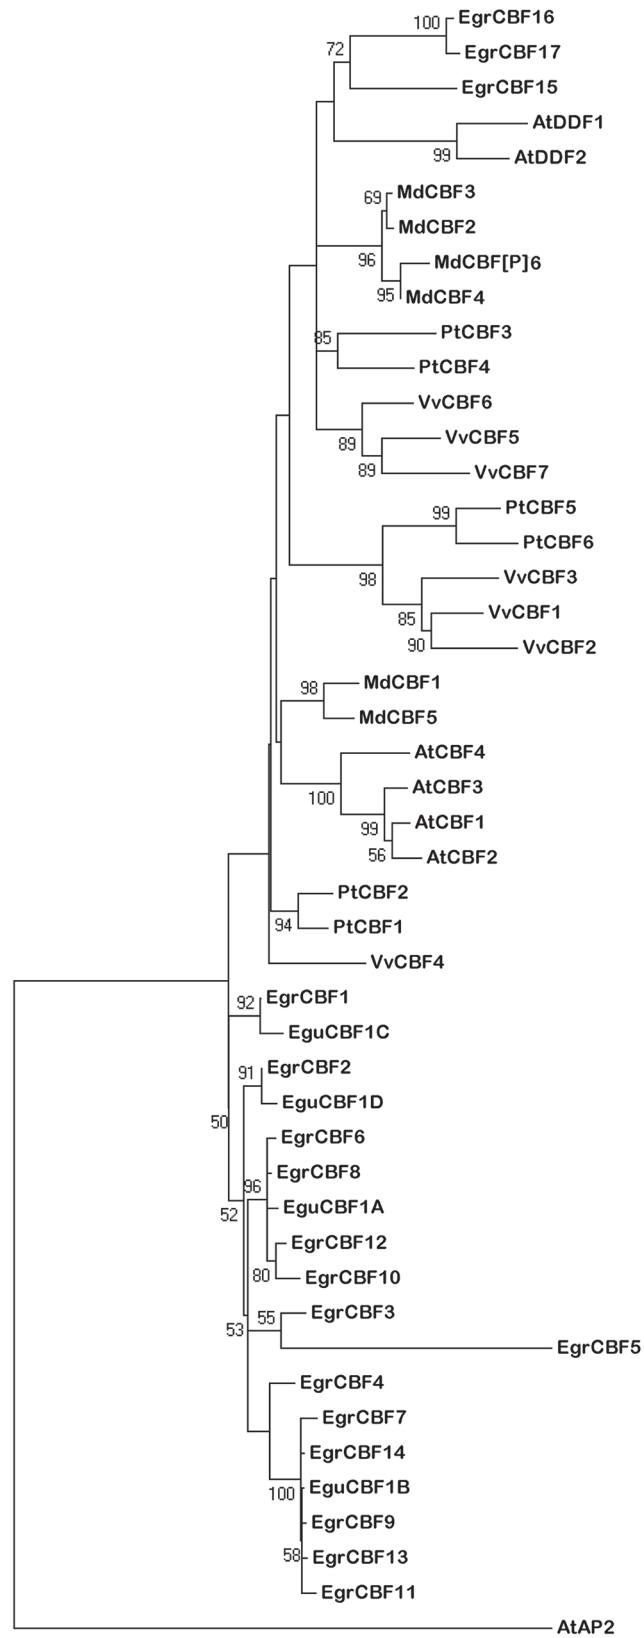 100
EgrCBF16
EgrCBF17
72
EgrCBF15
AtDDF1
AtDDF2
99
MdCBF3
69
MdCBF2
96
MdCBF[P]6
MdCBF4
95
PtCBF3
85
PtCBF4
VvCBF6
VvCBF5
89
VvCBF7
89
PtCBF5
99
PtCBF6
98
VvCBF3
VvCBF1
85
VvCBF2
90
MdCBF1
98
MdCBF5
AtCBF4
AtCBF3
100
AtCBF1
99
AtCBF2
56
PtCBF2
PtCBF1
94
VvCBF4
EgrCBF1
92
EguCBF1C
EgrCBF2
91
EguCBF1D
50
EgrCBF6
EgrCBF8
96
EguCBF1A
52
EgrCBF12
EgrCBF10
80
EgrCBF3
55
53
EgrCBF5
EgrCBF4
EgrCBF7
EgrCBF14
EguCBF1B
100
EgrCBF9
EgrCBF13
58
EgrCBF11
AtAP2